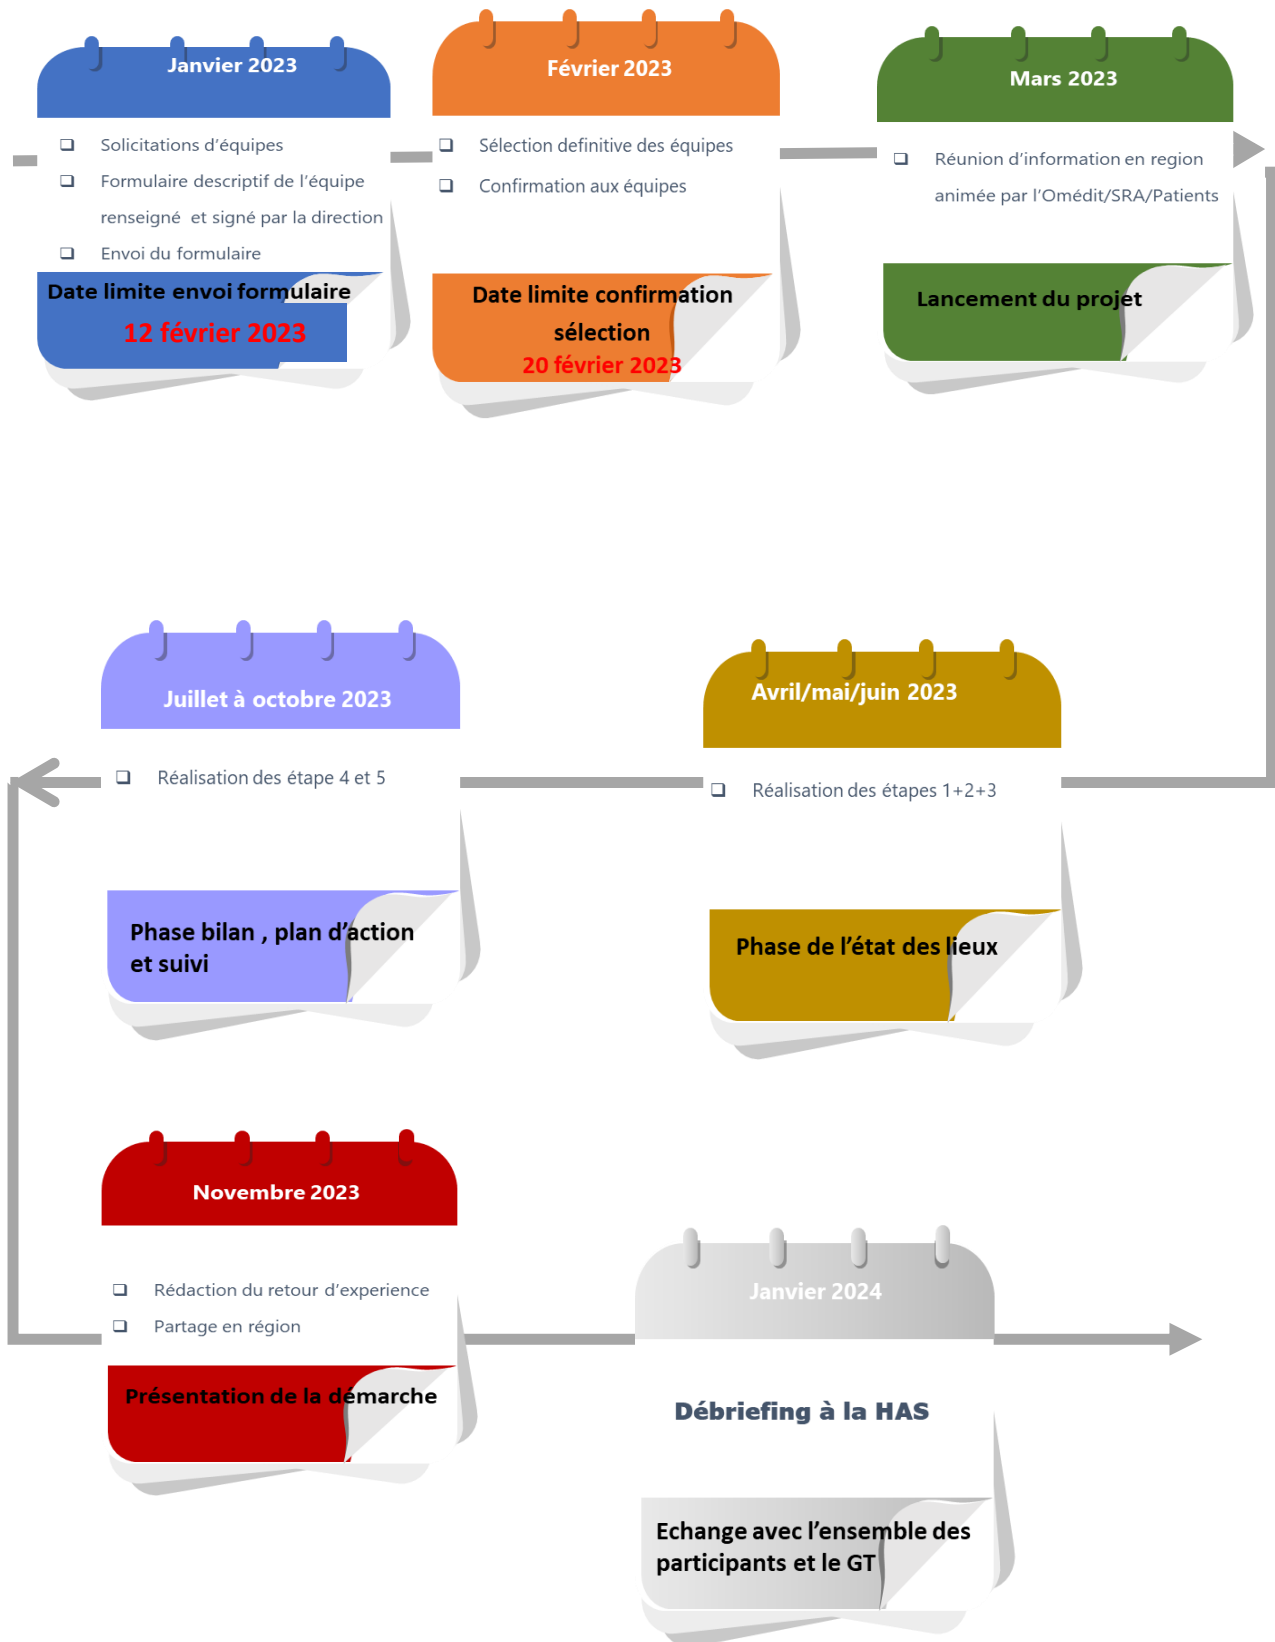 Janvier 2023
Solicitations d'équipes
Formulaire descriptif de l'équipe
renseigné et signé par la direction
Envoi du formulaire
Date limite envoi formulaire
12 février 2023
Février 2023
Sélection definitive des équipes
Confirmation aux équipes
Date limite confirmation
sélection
20 février 2023
Mars 2023
Réunion d'information en region
animée par l'Omédit/SRA/Patients
Lancement du projet
Avril/mai/juin 2023
Réalisation des étapes 1+2+3
Phase de l'état des lieux
Juillet à octobre 2023
Réalisation des étape 4 et 5
Phase bilan , plan d'action
et suivi
Novembre 2023
Rédaction du retour d'experience
Partage en région
Présentation de la démarche
Janvier 2024
Débriefing à la HAS
Echange avec l'ensemble des
participants et le GT